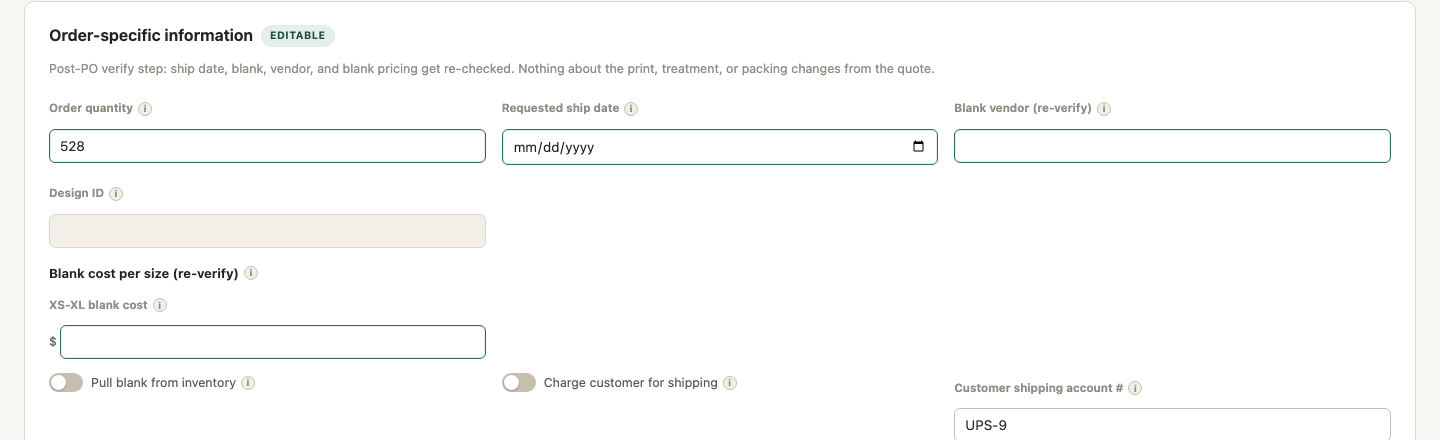 Order-specific information EDITABLE
Post-PO verify step: ship date, blank, vendor, and blank pricing get re-checked. Nothing about the print, treatment, or packing changes from the quote.
Order quantity i
Requested ship date i
Blank vendor (re-verify) i
528
mm/dd/yyyy
Design ID i
Blank cost per size (re-verify) i
XS-XL blank cost i
$
Pull blank from inventory i
Charge customer for shipping i
Customer shipping account # i
UPS-9